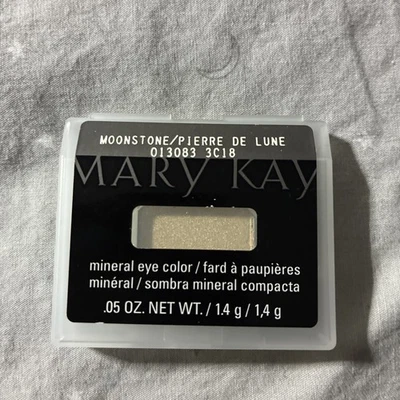 MOONSTONE/PIERRE DE LUNE
013083 3C18
MARY KAY
mineral eye color / fard à paupières
minéral / sombra mineral compacta
.05 OZ. NET WT. / 1.4 g / 1,4 g